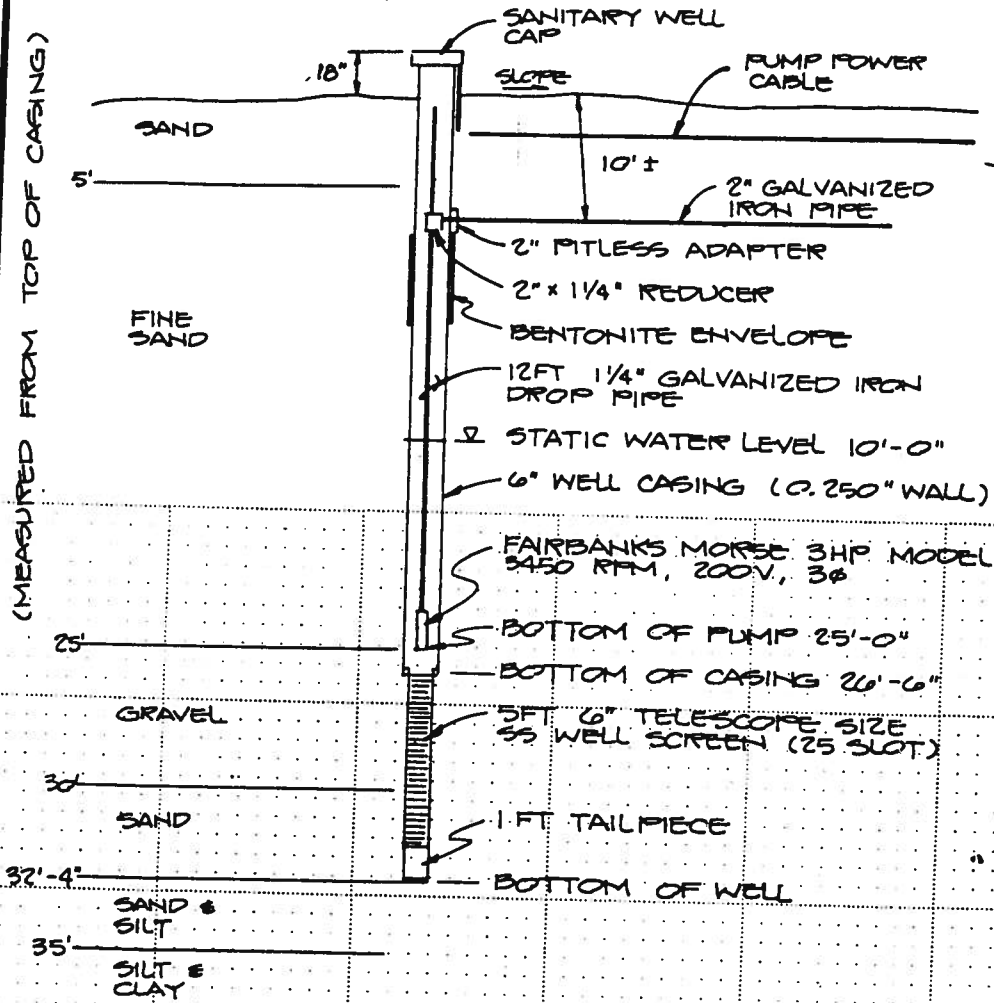 SANITARY WELL
CAP
18"
SLOPE
PUMP POWER
CABLE
(MEASURED FROM TOP OF CASING)
SAND
5'
10' ±
2" GALVANIZED
IRON PIPE
2" PITLESS ADAPTER
2" x 1 1/4" REDUCER
FINE
SAND
BENTONITE ENVELOPE
12FT 1 1/4" GALVANIZED IRON
DROP PIPE
STATIC WATER LEVEL 10'-0"
6" WELL CASING (0.250" WALL)
FAIRBANKS MORSE 3HP MODEL
3450 RPM, 200V, 3ø
25'
BOTTOM OF PUMP 25'-0"
BOTTOM OF CASING 26'-6"
GRAVEL
5FT 6" TELESCOPE SIZE
SS WELL SCREEN (25 SLOT)
30'
SAND
1 FT TAILPIECE
32'-4"
BOTTOM OF WELL
SAND &
SILT
35'
SILT &
CLAY